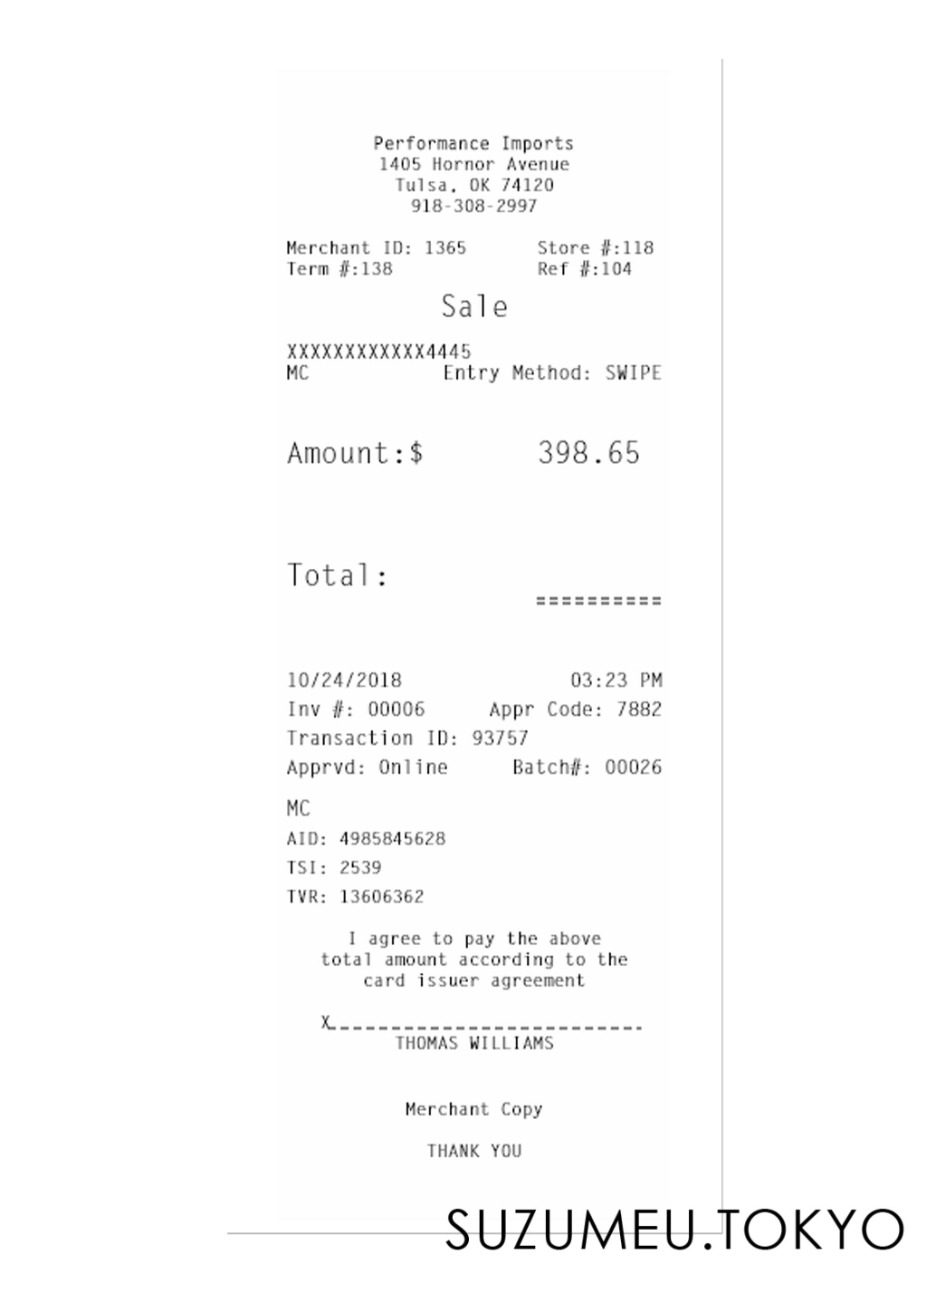 Performance Imports
1405 Hornor Avenue
Tulsa, OK 74120
918-308-2997
Merchant ID: 1365 Store #:118
Term #:138 Ref #:104
Sale
XXXXXXXXXXXX4445
MC Entry Method: SWIPE
Amount:$ 398.65
Total:
==========
10/24/2018 03:23 PM
Inv #: 00006 Appr Code: 7882
Transaction ID: 93757
Apprvd: Online Batch#: 00026
MC
AID: 4985845628
TSI: 2539
TVR: 13606362
I agree to pay the above
total amount according to the
card issuer agreement
X_________________________
THOMAS WILLIAMS
Merchant Copy
THANK YOU
SUZUMEU.TOKYO